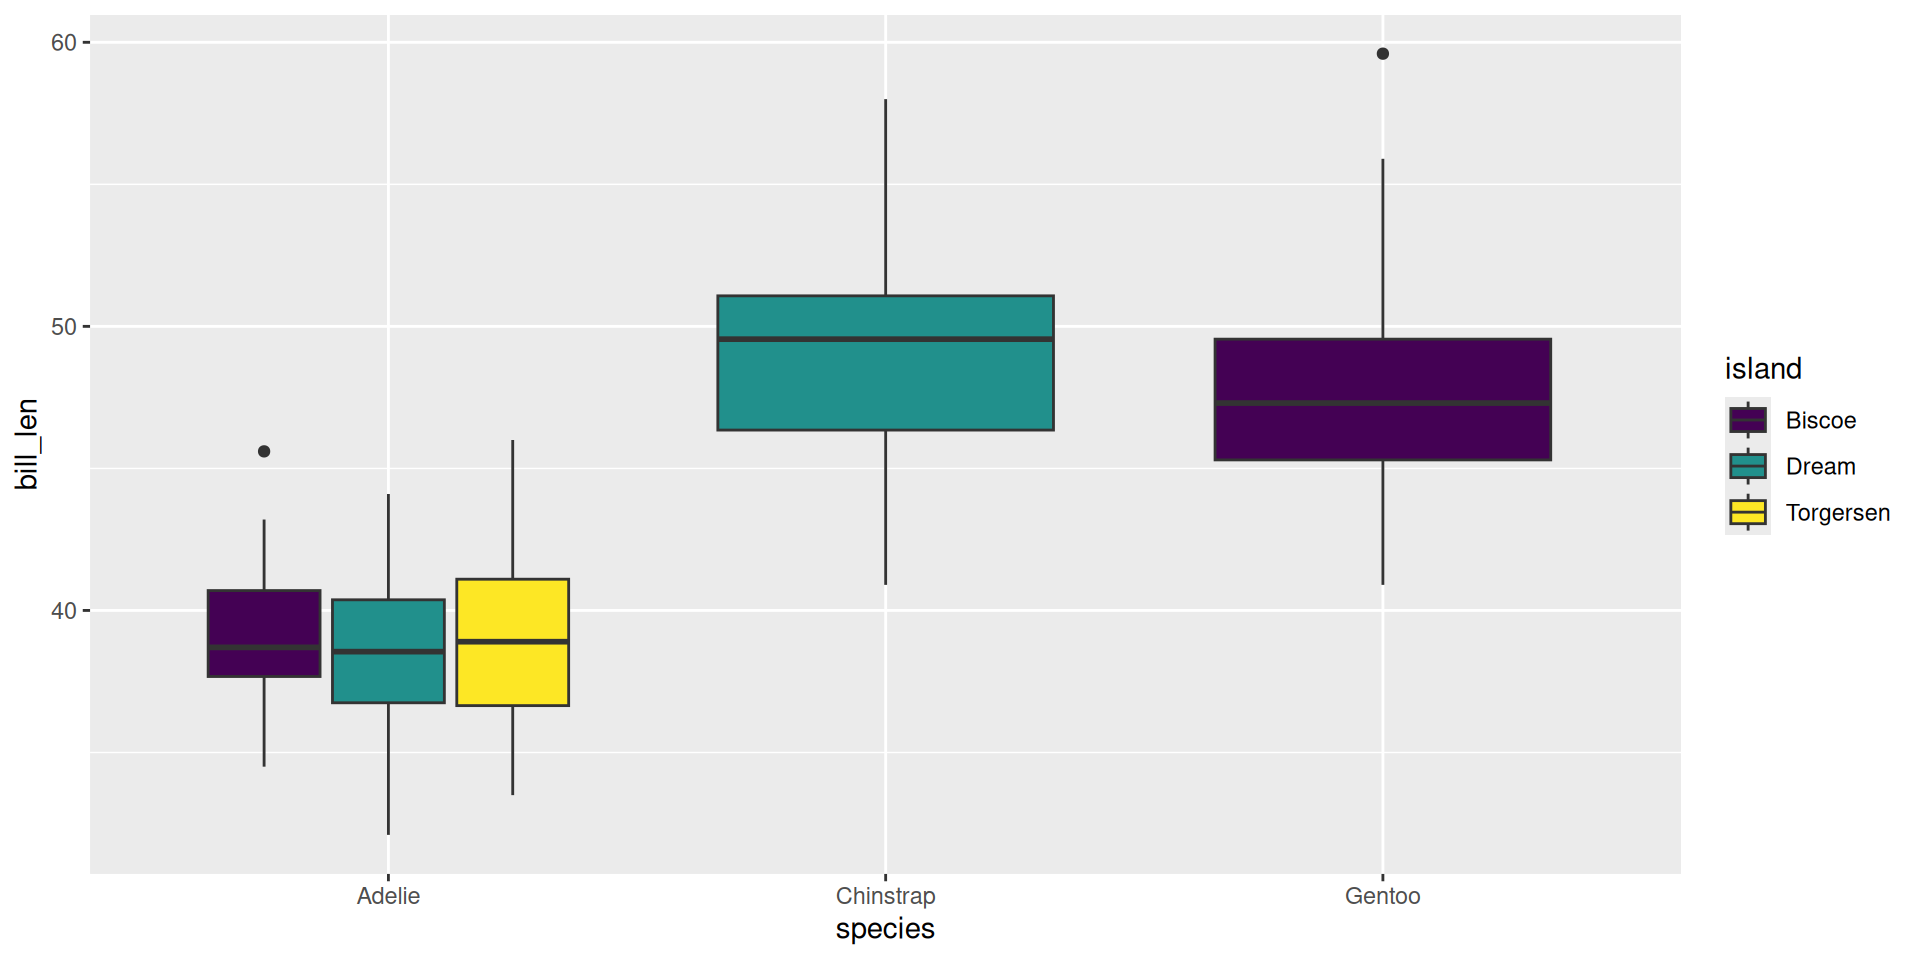 60
50
40
bill_len
Adelie
Chinstrap
Gentoo
species
island
Biscoe
Dream
Torgersen